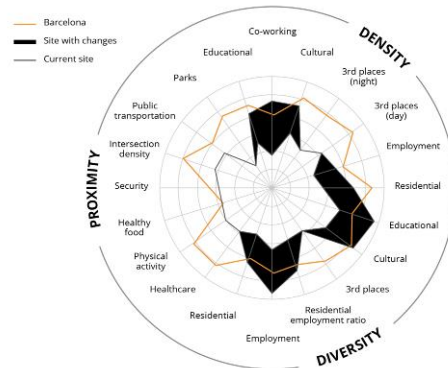 Barcelona
Site with changes
Current site
Co-working
Cultural
3rd places
(night)
3rd places
(day)
Employment
Residential
Educational
Cultural
3rd places
Residential
employment ratio
Employment
Residential
Healthcare
Physical
activity
Healthy
food
Security
Intersection
density
Public
transportation
Parks
Educational
DENSITY
DIVERSITY
PROXIMITY